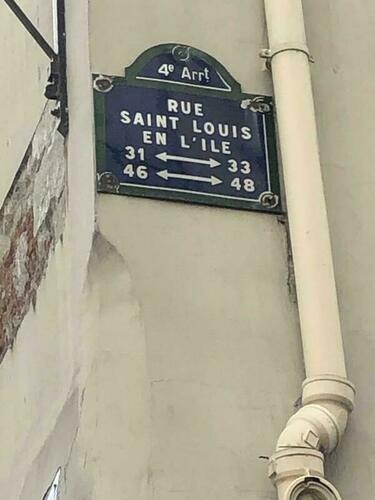 4e Arrt
RUE
SAINT LOUIS
EN L'ILE
31 ⟷ 33
46 ⟷ 48